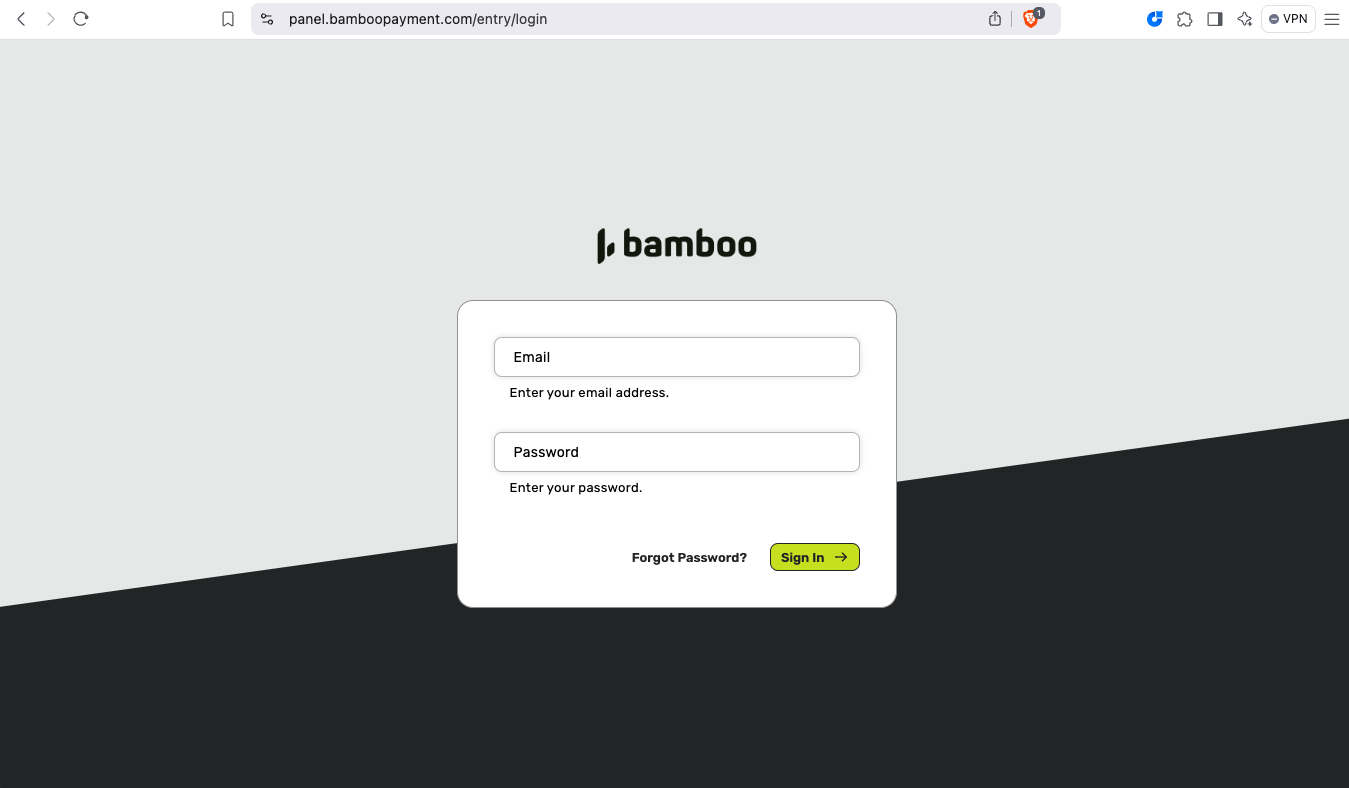 panel.bamboopayment.com/entry/login
1
VPN
bamboo
Email
Enter your email address.
Password
Enter your password.
Forgot Password?
Sign In